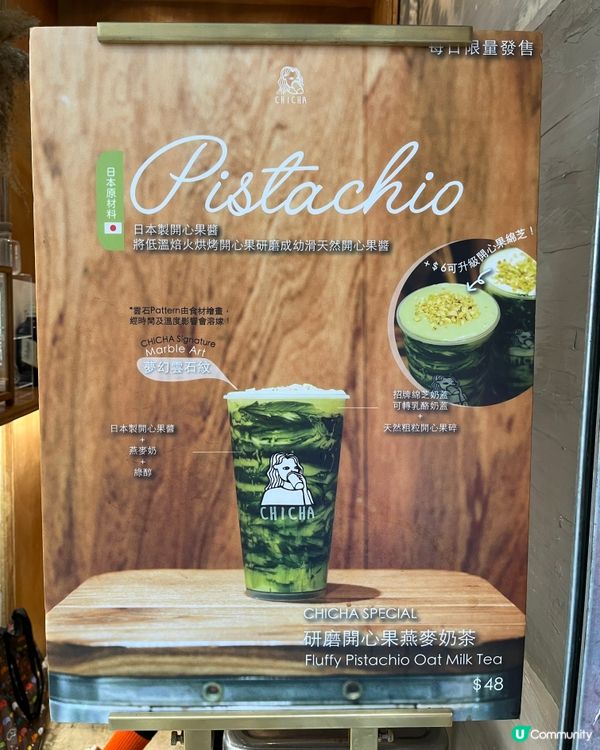 每日限量發售
CHICHA
Pistachio
日本原材料
日本製開心果醬
將低溫焙火烘烤開心果研磨成幼滑天然開心果醬
+$6可升級開心果綿芝!
*雲石Pattern由食材繪畫,
經時間及溫度影響會溶嫁!
CHICHA Signature
Marble Art
夢幻雲石紋
招牌綿芝奶蓋
可轉乳酪奶蓋
+
天然粗粒開心果碎
日本製開心果醬
+
燕麥奶
+
綠醇
CHICHA
CHICHA SPECIAL
研磨開心果燕麥奶茶
Fluffy Pistachio Oat Milk Tea
$48
U Community